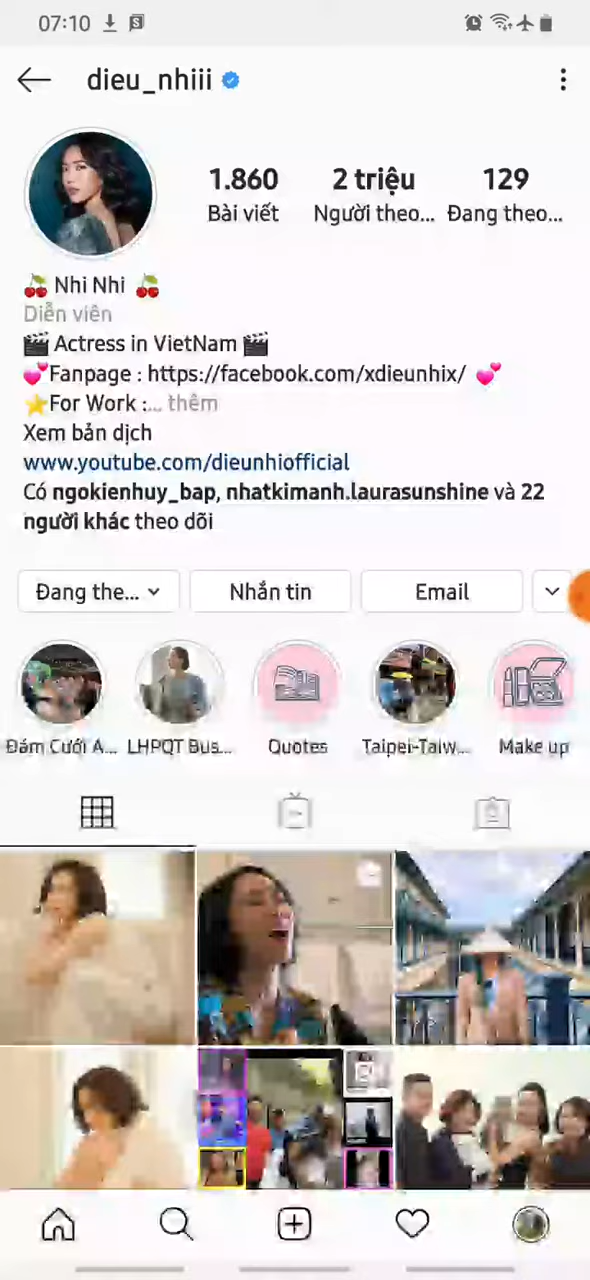 07:10
dieu_nhiii
1.860 2 triệu 129
Bài viết Người theo... Đang theo...
🍒 Nhi Nhi 🍒
Diễn viên
🎬 Actress in VietNam 🎬
💕Fanpage : https://facebook.com/xdieunhix/ 💕
⭐For Work :... thêm
Xem bản dịch
www.youtube.com/dieunhiofficial
Có ngokienhuy_bap, nhatkimanh.laurasunshine và 22
người khác theo dõi
Đang the... Nhắn tin Email
Đám Cưới A... LHPQT Bus... Quotes Taipei-Taiw... Make up